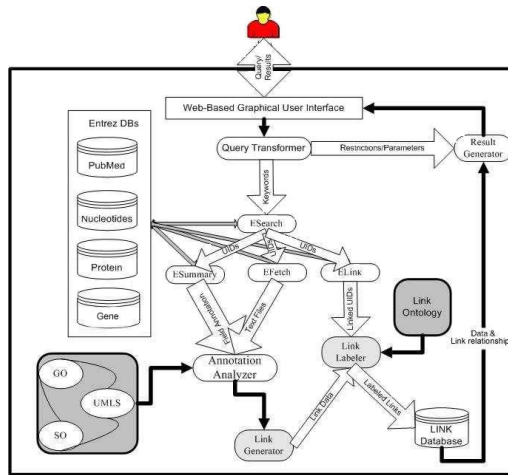 Query/
Results
Web-Based Graphical User Interface
Entrez DBs
PubMed
Nucleotides
Protein
Gene
Query Transformer
Restrictions/Parameters
Result
Generator
Keywords
ESearch
UIDs
UIDs
UIDs
ESummary
EFetch
ELink
Field Annotation
Text Files
Linked UIDs
Link
Ontology
Data &
Link relationship
GO
UMLS
SO
Annotation
Analyzer
Link
Labeler
Link
Generator
Link Data
Labeled Links
LINK
Database